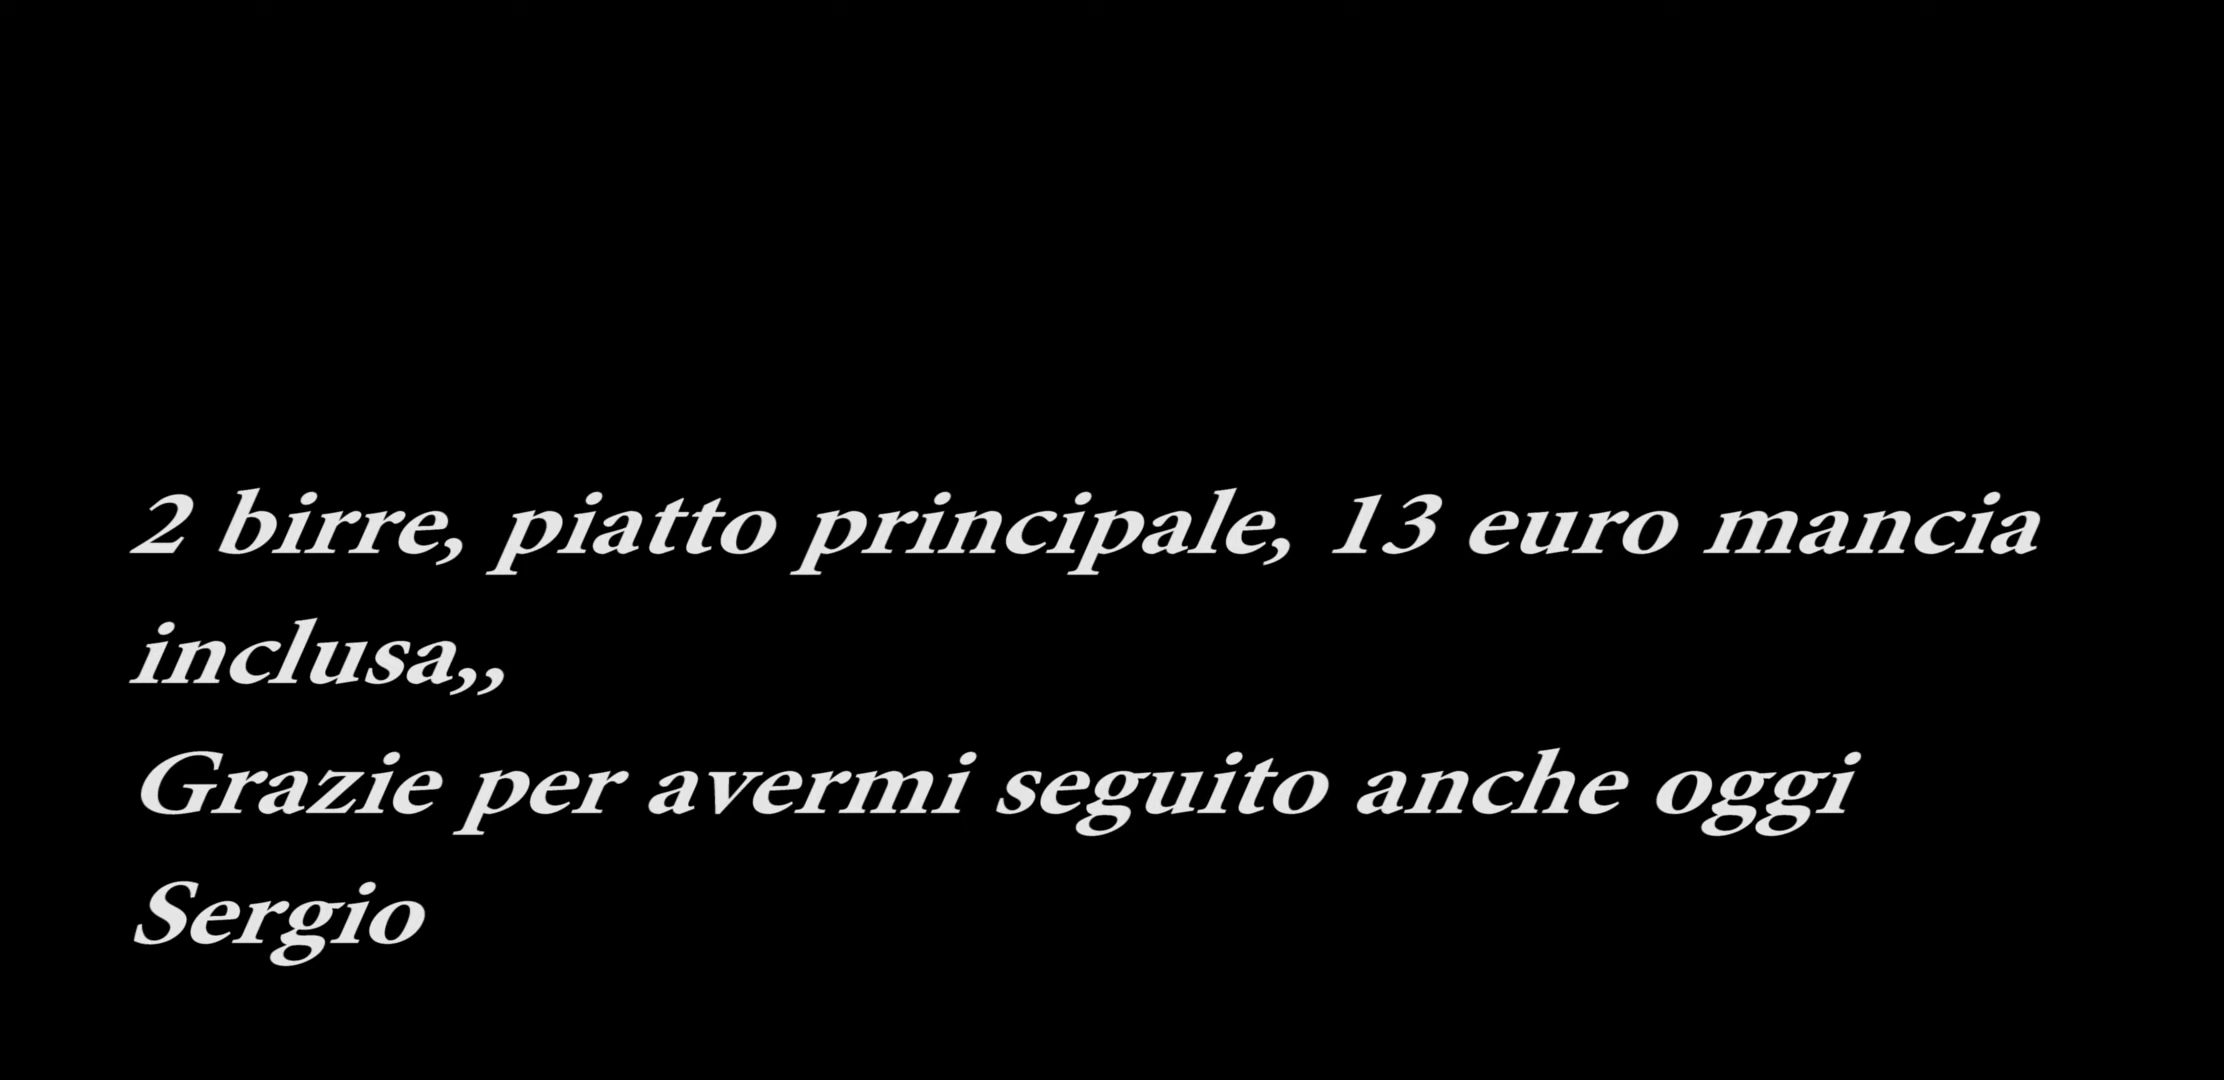 2 birre, piatto principale, 13 euro mancia
inclusa,,
Grazie per avermi seguito anche oggi
Sergio